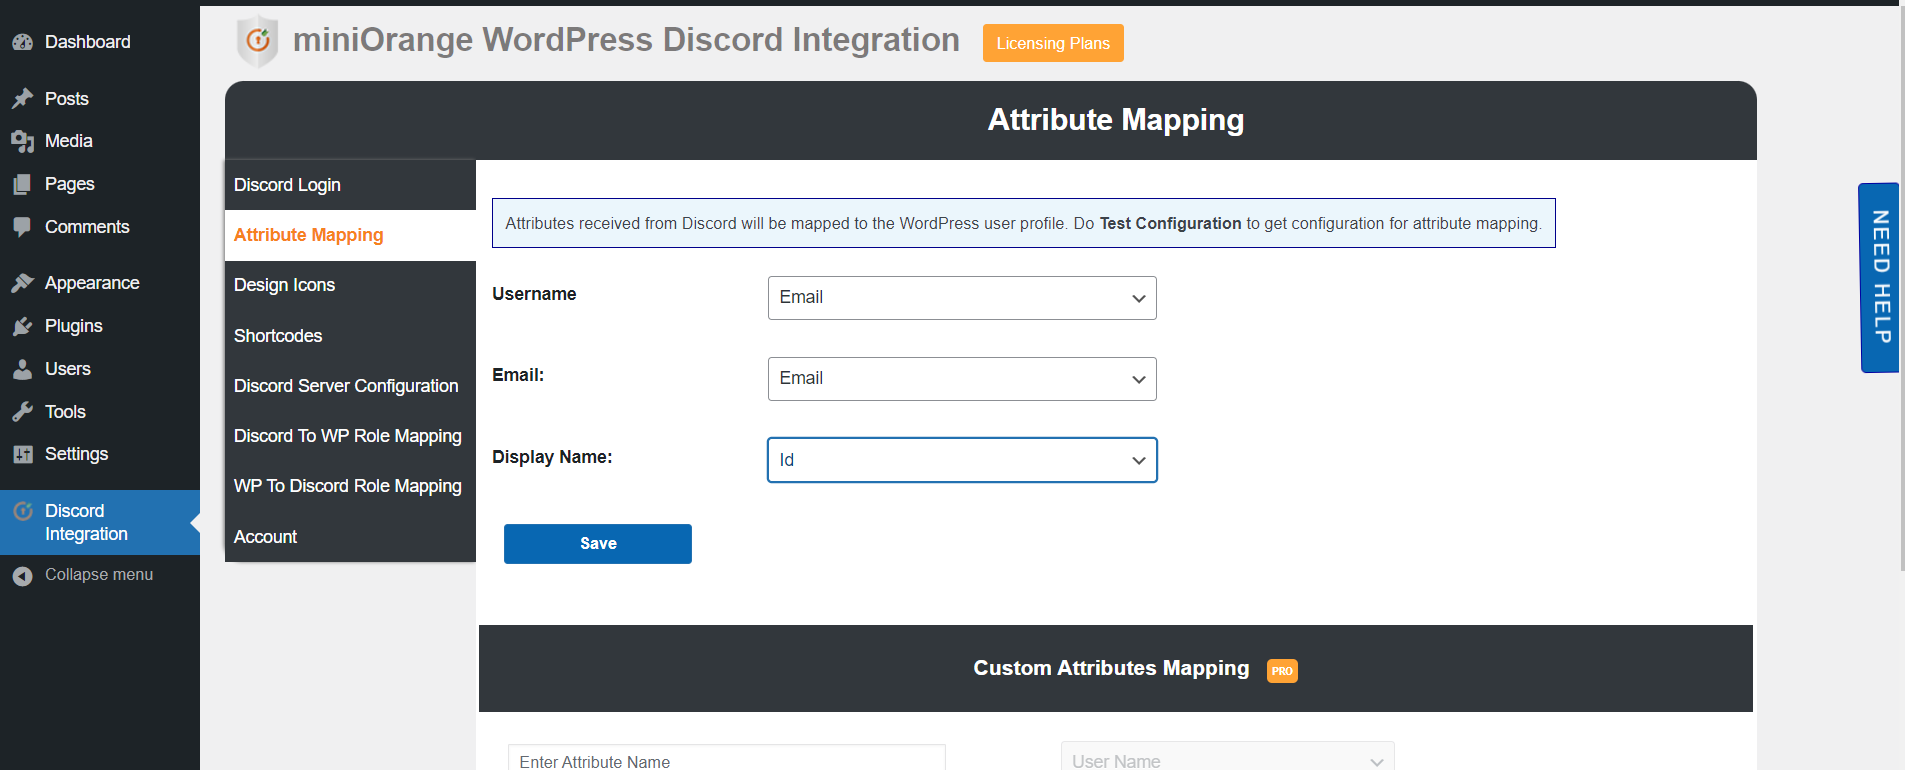 Dashboard
Posts
Media
Pages
Comments
Appearance
Plugins
Users
Tools
Settings
Discord
Integration
Collapse menu
miniOrange WordPress Discord Integration
Licensing Plans
Attribute Mapping
Discord Login
Attribute Mapping
Design Icons
Shortcodes
Discord Server Configuration
Discord To WP Role Mapping
WP To Discord Role Mapping
Account
Attributes received from Discord will be mapped to the WordPress user profile. Do Test Configuration to get configuration for attribute mapping.
Username
Email
Email:
Email
Display Name:
Id
Save
Custom Attributes Mapping PRO
Enter Attribute Name
User Name
NEED HELP